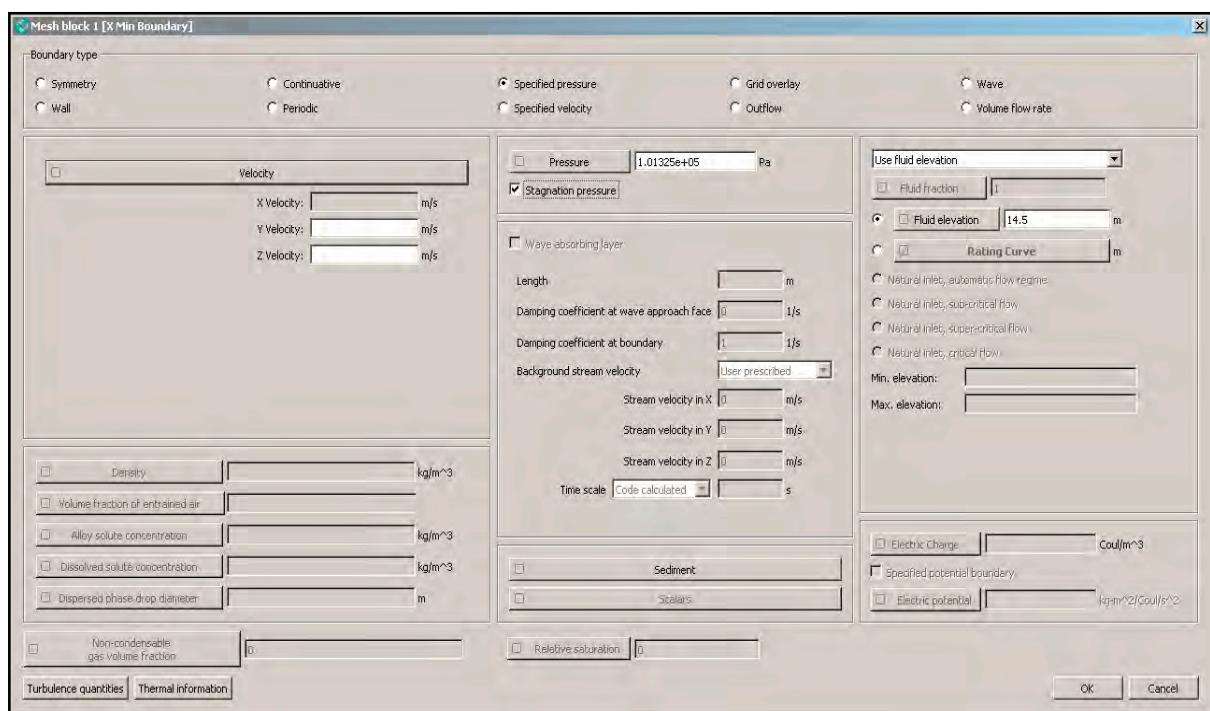 Mesh block 1 [X Min Boundary]
Boundary type
Symmetry
Continuative
Specified pressure
Grid overlay
Wave
Wall
Periodic
Specified velocity
Outflow
Volume flow rate
Velocity
X Velocity: m/s
Y Velocity: m/s
Z Velocity: m/s
Density kg/m^3
Volume fraction of entrained air
Alloy solute concentration kg/m^3
Dissolved solute concentration kg/m^3
Dispersed phase drop diameter m
Non-condensable
gas volume fraction 0
Turbulence quantities Thermal information
Pressure 1.01325e+05 Pa
Stagnation pressure
Wave absorbing layer
Length m
Damping coefficient at wave approach face 0 1/s
Damping coefficient at boundary 1 1/s
Background stream velocity User prescribed
Stream velocity in X 0 m/s
Stream velocity in Y 0 m/s
Stream velocity in Z 0 m/s
Time scale Code calculated s
Sediment
Scalars
Relative saturation 0
Use fluid elevation
Fluid fraction 1
Fluid elevation 14.5 m
Rating Curve m
Natural inlet, automatic flow regime
Natural inlet, sub-critical flow
Natural inlet, super-critical flow
Natural inlet, critical flow
Min. elevation:
Max. elevation:
Electric Charge Coul/m^3
Specified potential boundary
Electric potential kg-m^2/Coul/s^2
OK Cancel